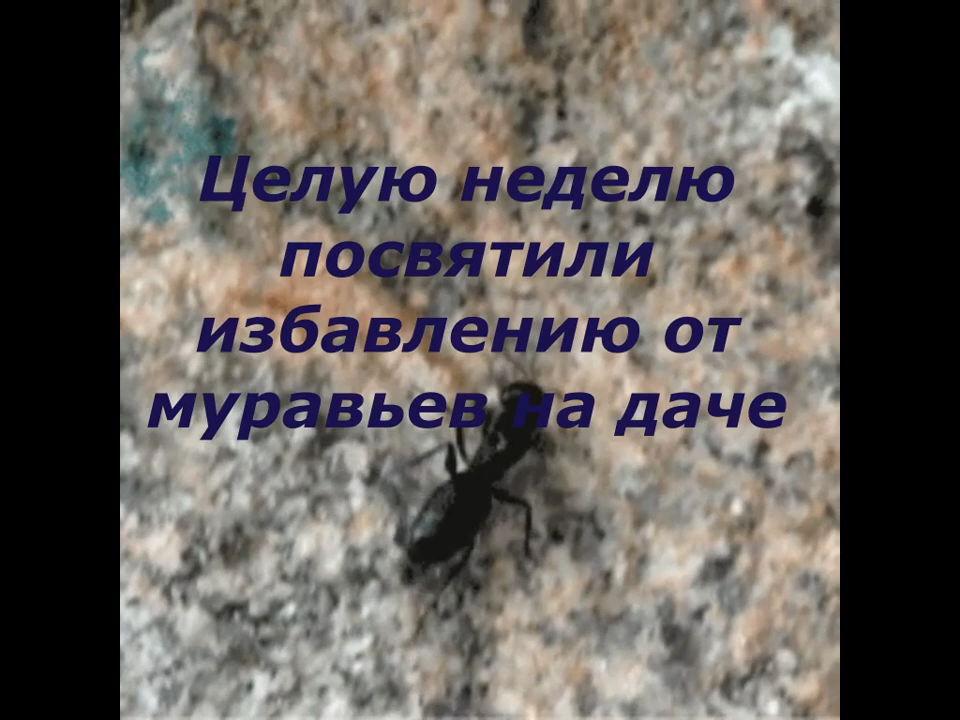 Целую неделю
посвятили
избавлению от
муравьев на даче